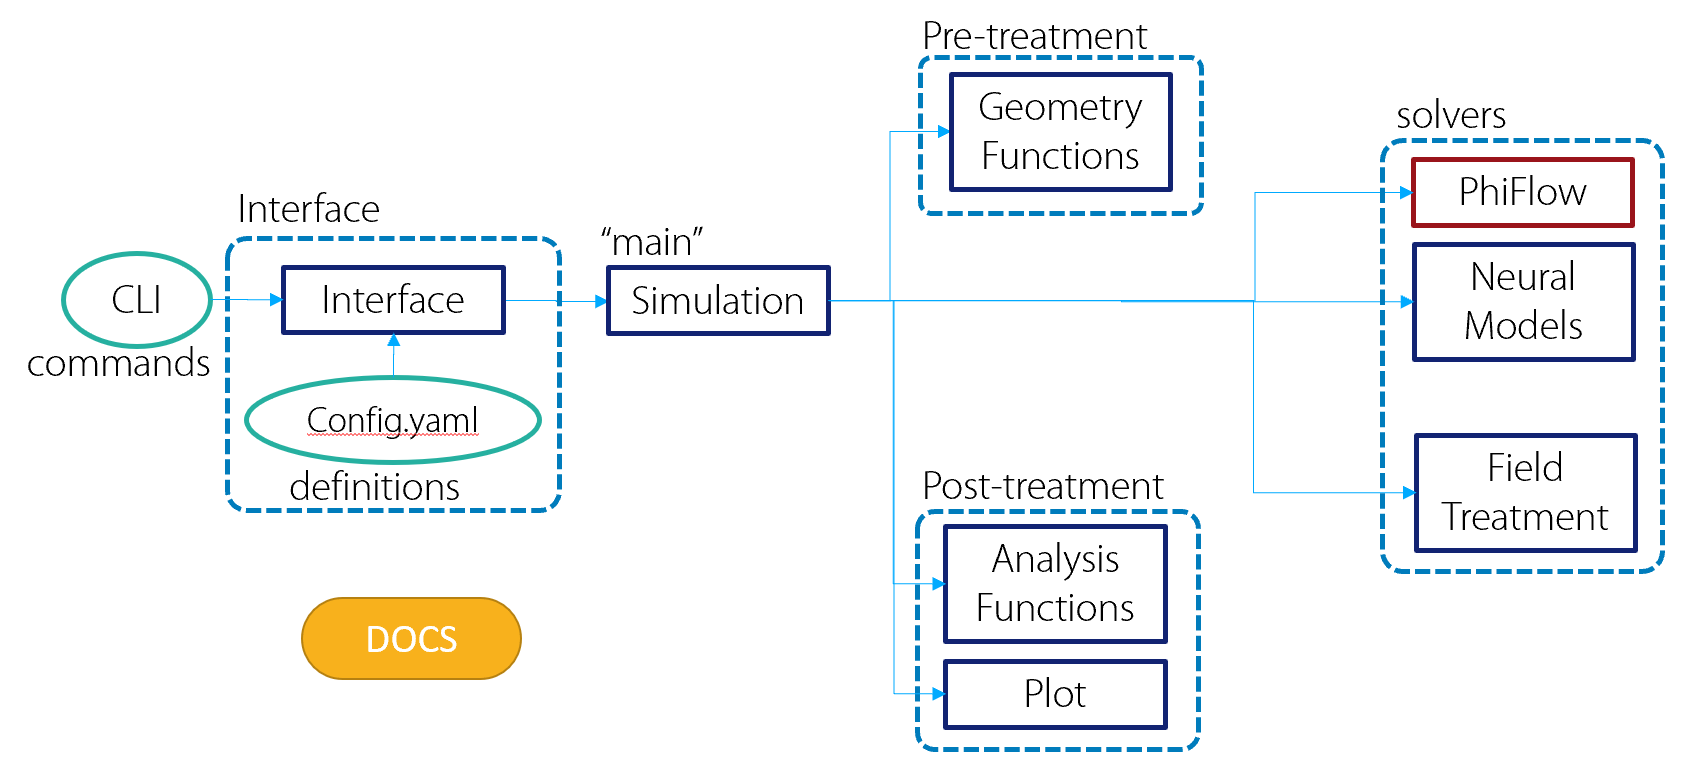 Pre-treatment
Geometry
Functions
solvers
PhiFlow
Neural
Models
Field
Treatment
Interface
"main"
CLI
Interface
Simulation
commands
Config.yaml
definitions
Post-treatment
Analysis
Functions
Plot
DOCS